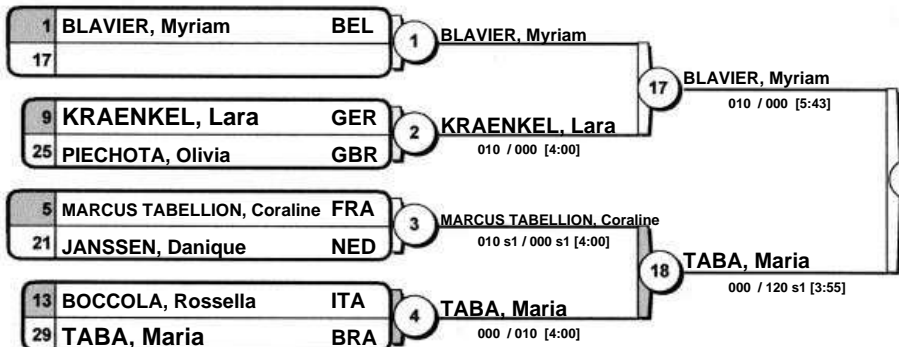 1 BLAVIER, Myriam BEL
17
1 BLAVIER, Myriam
9 KRAENKEL, Lara GER
25 PIECHOTA, Olivia GBR
2 KRAENKEL, Lara
010 / 000 [4:00]
17 BLAVIER, Myriam
010 / 000 [5:43]
5 MARCUS TABELLION, Coraline FRA
21 JANSSEN, Danique NED
3 MARCUS TABELLION, Coraline
010 s1 / 000 s1 [4:00]
13 BOCCOLA, Rossella ITA
29 TABA, Maria BRA
4 TABA, Maria
000 / 010 [4:00]
18 TABA, Maria
000 / 120 s1 [3:55]